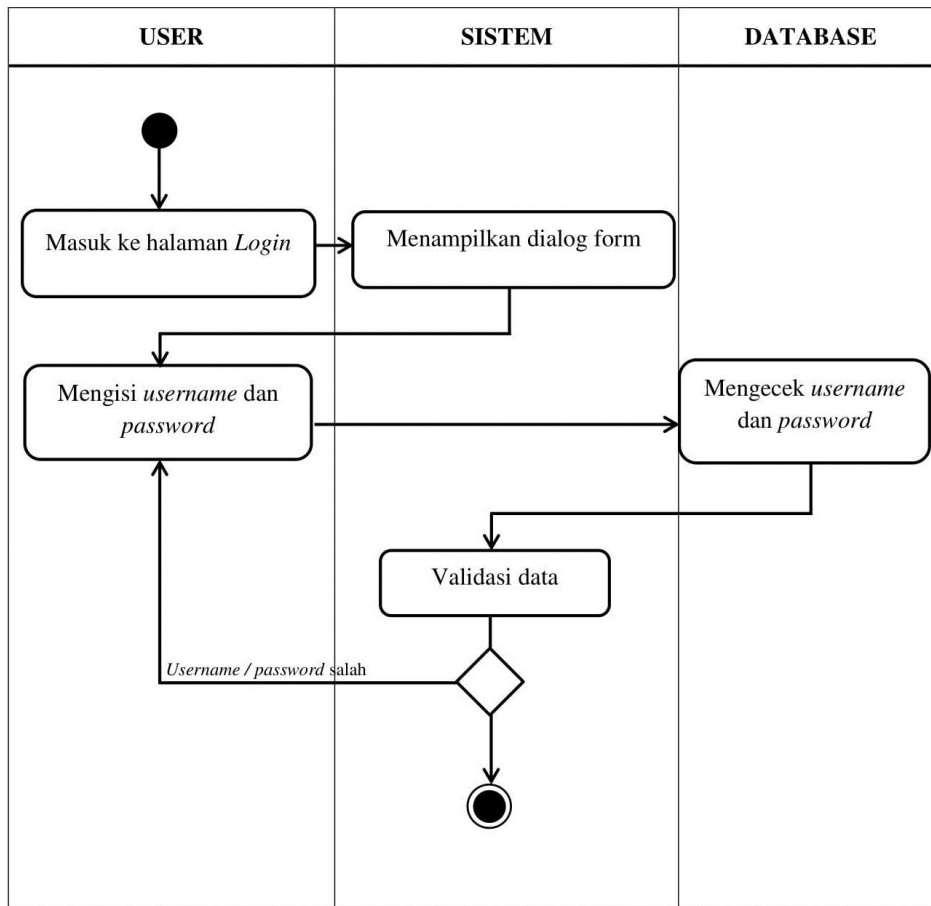 USER
SISTEM
DATABASE
Masuk ke halaman Login
Menampilkan dialog form
Mengisi username dan
password
Mengecek username
dan password
Validasi data
Username / password salah